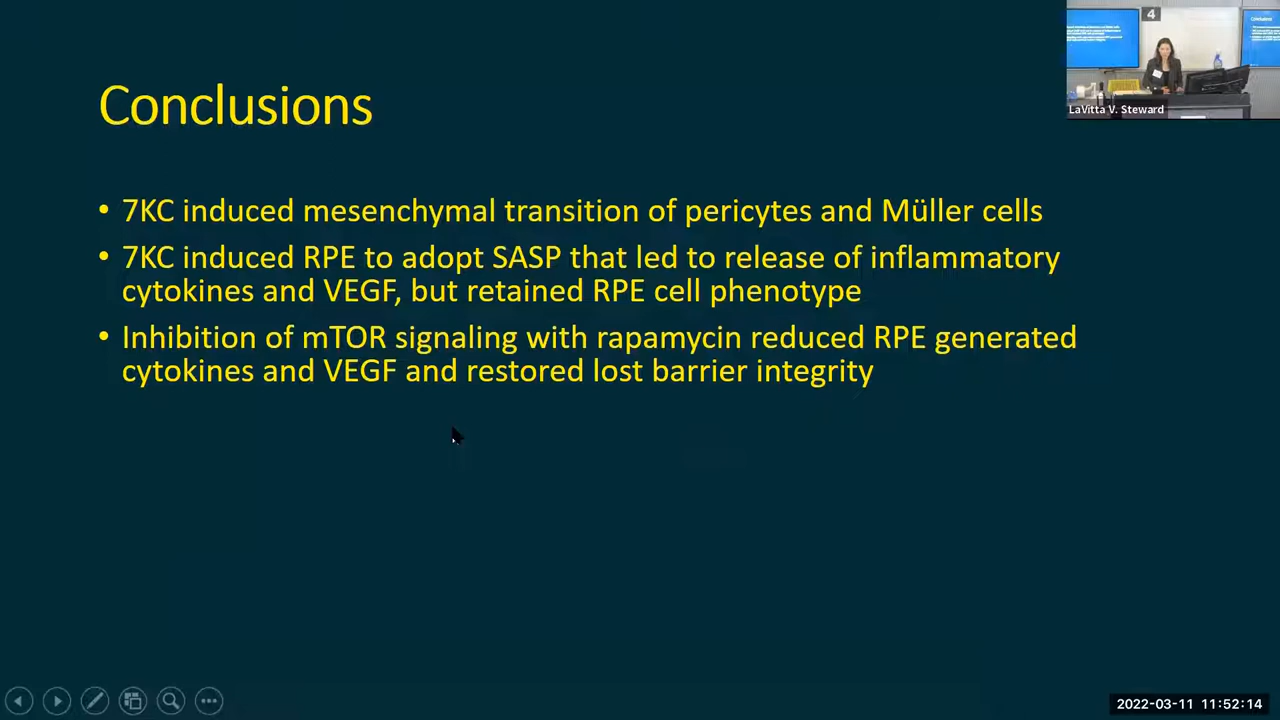 4
Conclusions
LaVitta V. Steward
Conclusions
• 7KC induced mesenchymal transition of pericytes and Müller cells
• 7KC induced RPE to adopt SASP that led to release of inflammatory
cytokines and VEGF, but retained RPE cell phenotype
• Inhibition of mTOR signaling with rapamycin reduced RPE generated
cytokines and VEGF and restored lost barrier integrity
2022-03-11 11:52:14